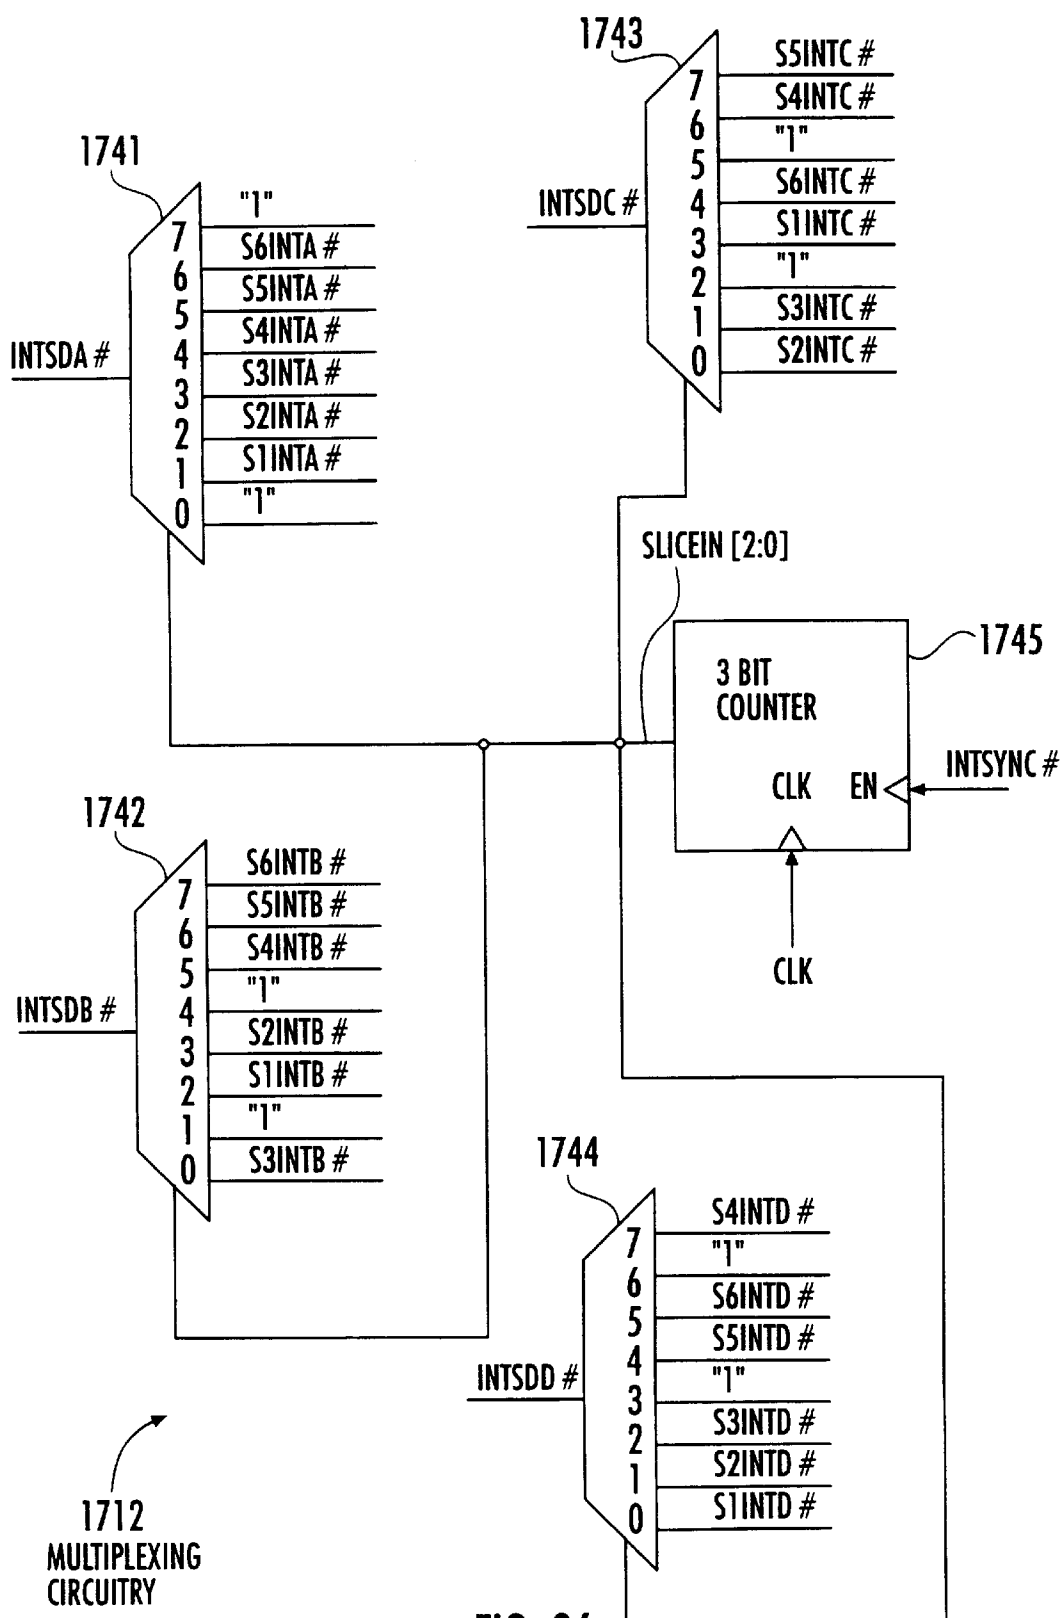 1741
"1"
7
S6INTA #
6
S5INTA #
5
S4INTA #
4
S3INTA #
3
S2INTA #
2
S1INTA #
1
"1"
0
INTSDA #
1743
S5INTC #
7
S4INTC #
6
"1"
5
S6INTC #
4
S1INTC #
3
"1"
2
S3INTC #
1
S2INTC #
0
INTSDC #
SLICEIN [2:0]
1745
3 BIT
COUNTER
CLK
EN
INTSYNC #
CLK
1742
S6INTB #
7
S5INTB #
6
S4INTB #
5
"1"
4
S2INTB #
3
S1INTB #
2
"1"
1
S3INTB #
0
INTSDB #
1744
S4INTD #
7
"1"
6
S6INTD #
5
S5INTD #
4
"1"
3
S3INTD #
2
S2INTD #
1
S1INTD #
0
INTSDD #
1712
MULTIPLEXING
CIRCUITRY